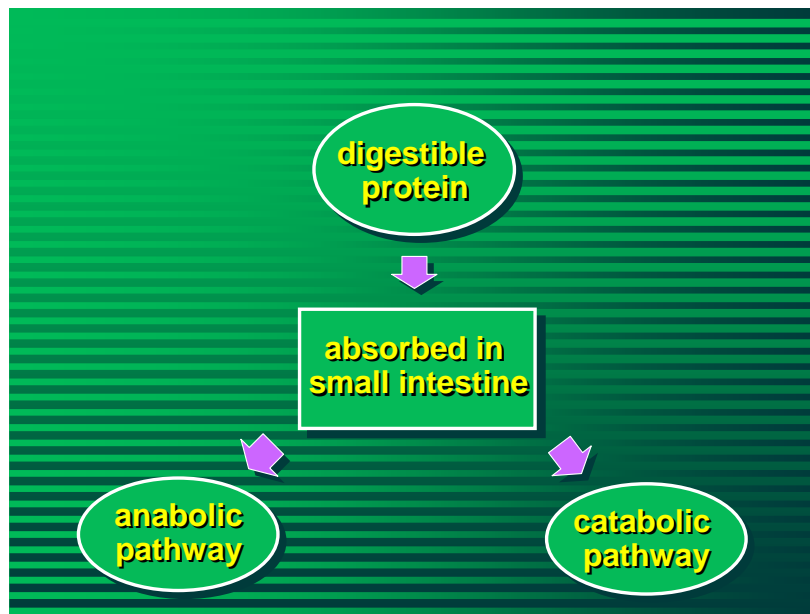 digestible
protein
absorbed in
small intestine
anabolic
pathway
catabolic
pathway